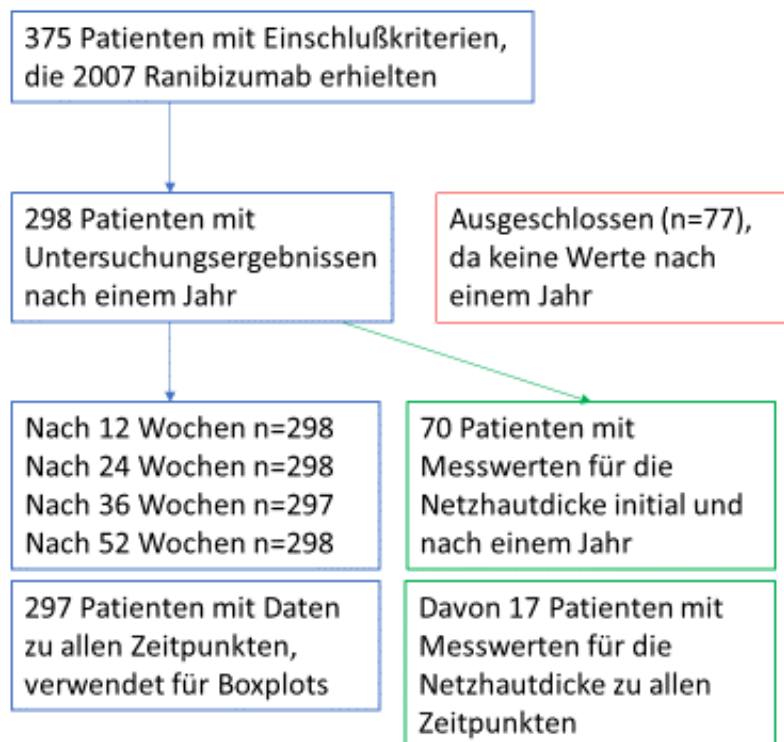 375 Patienten mit Einschlußkriterien,
die 2007 Ranibizumab erhielten
298 Patienten mit
Untersuchungsergebnissen
nach einem Jahr
Ausgeschlossen (n=77),
da keine Werte nach
einem Jahr
Nach 12 Wochen n=298
Nach 24 Wochen n=298
Nach 36 Wochen n=297
Nach 52 Wochen n=298
70 Patienten mit
Messwerten für die
Netzhautdicke initial und
nach einem Jahr
297 Patienten mit Daten
zu allen Zeitpunkten,
verwendet für Boxplots
Davon 17 Patienten mit
Messwerten für die
Netzhautdicke zu allen
Zeitpunkten